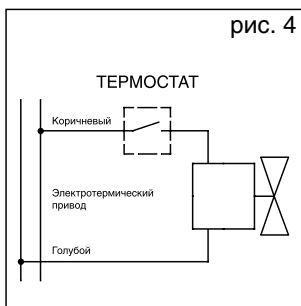 рис. 4
ТЕРМОСТАТ
Коричневый
Электротермический
привод
Голубой